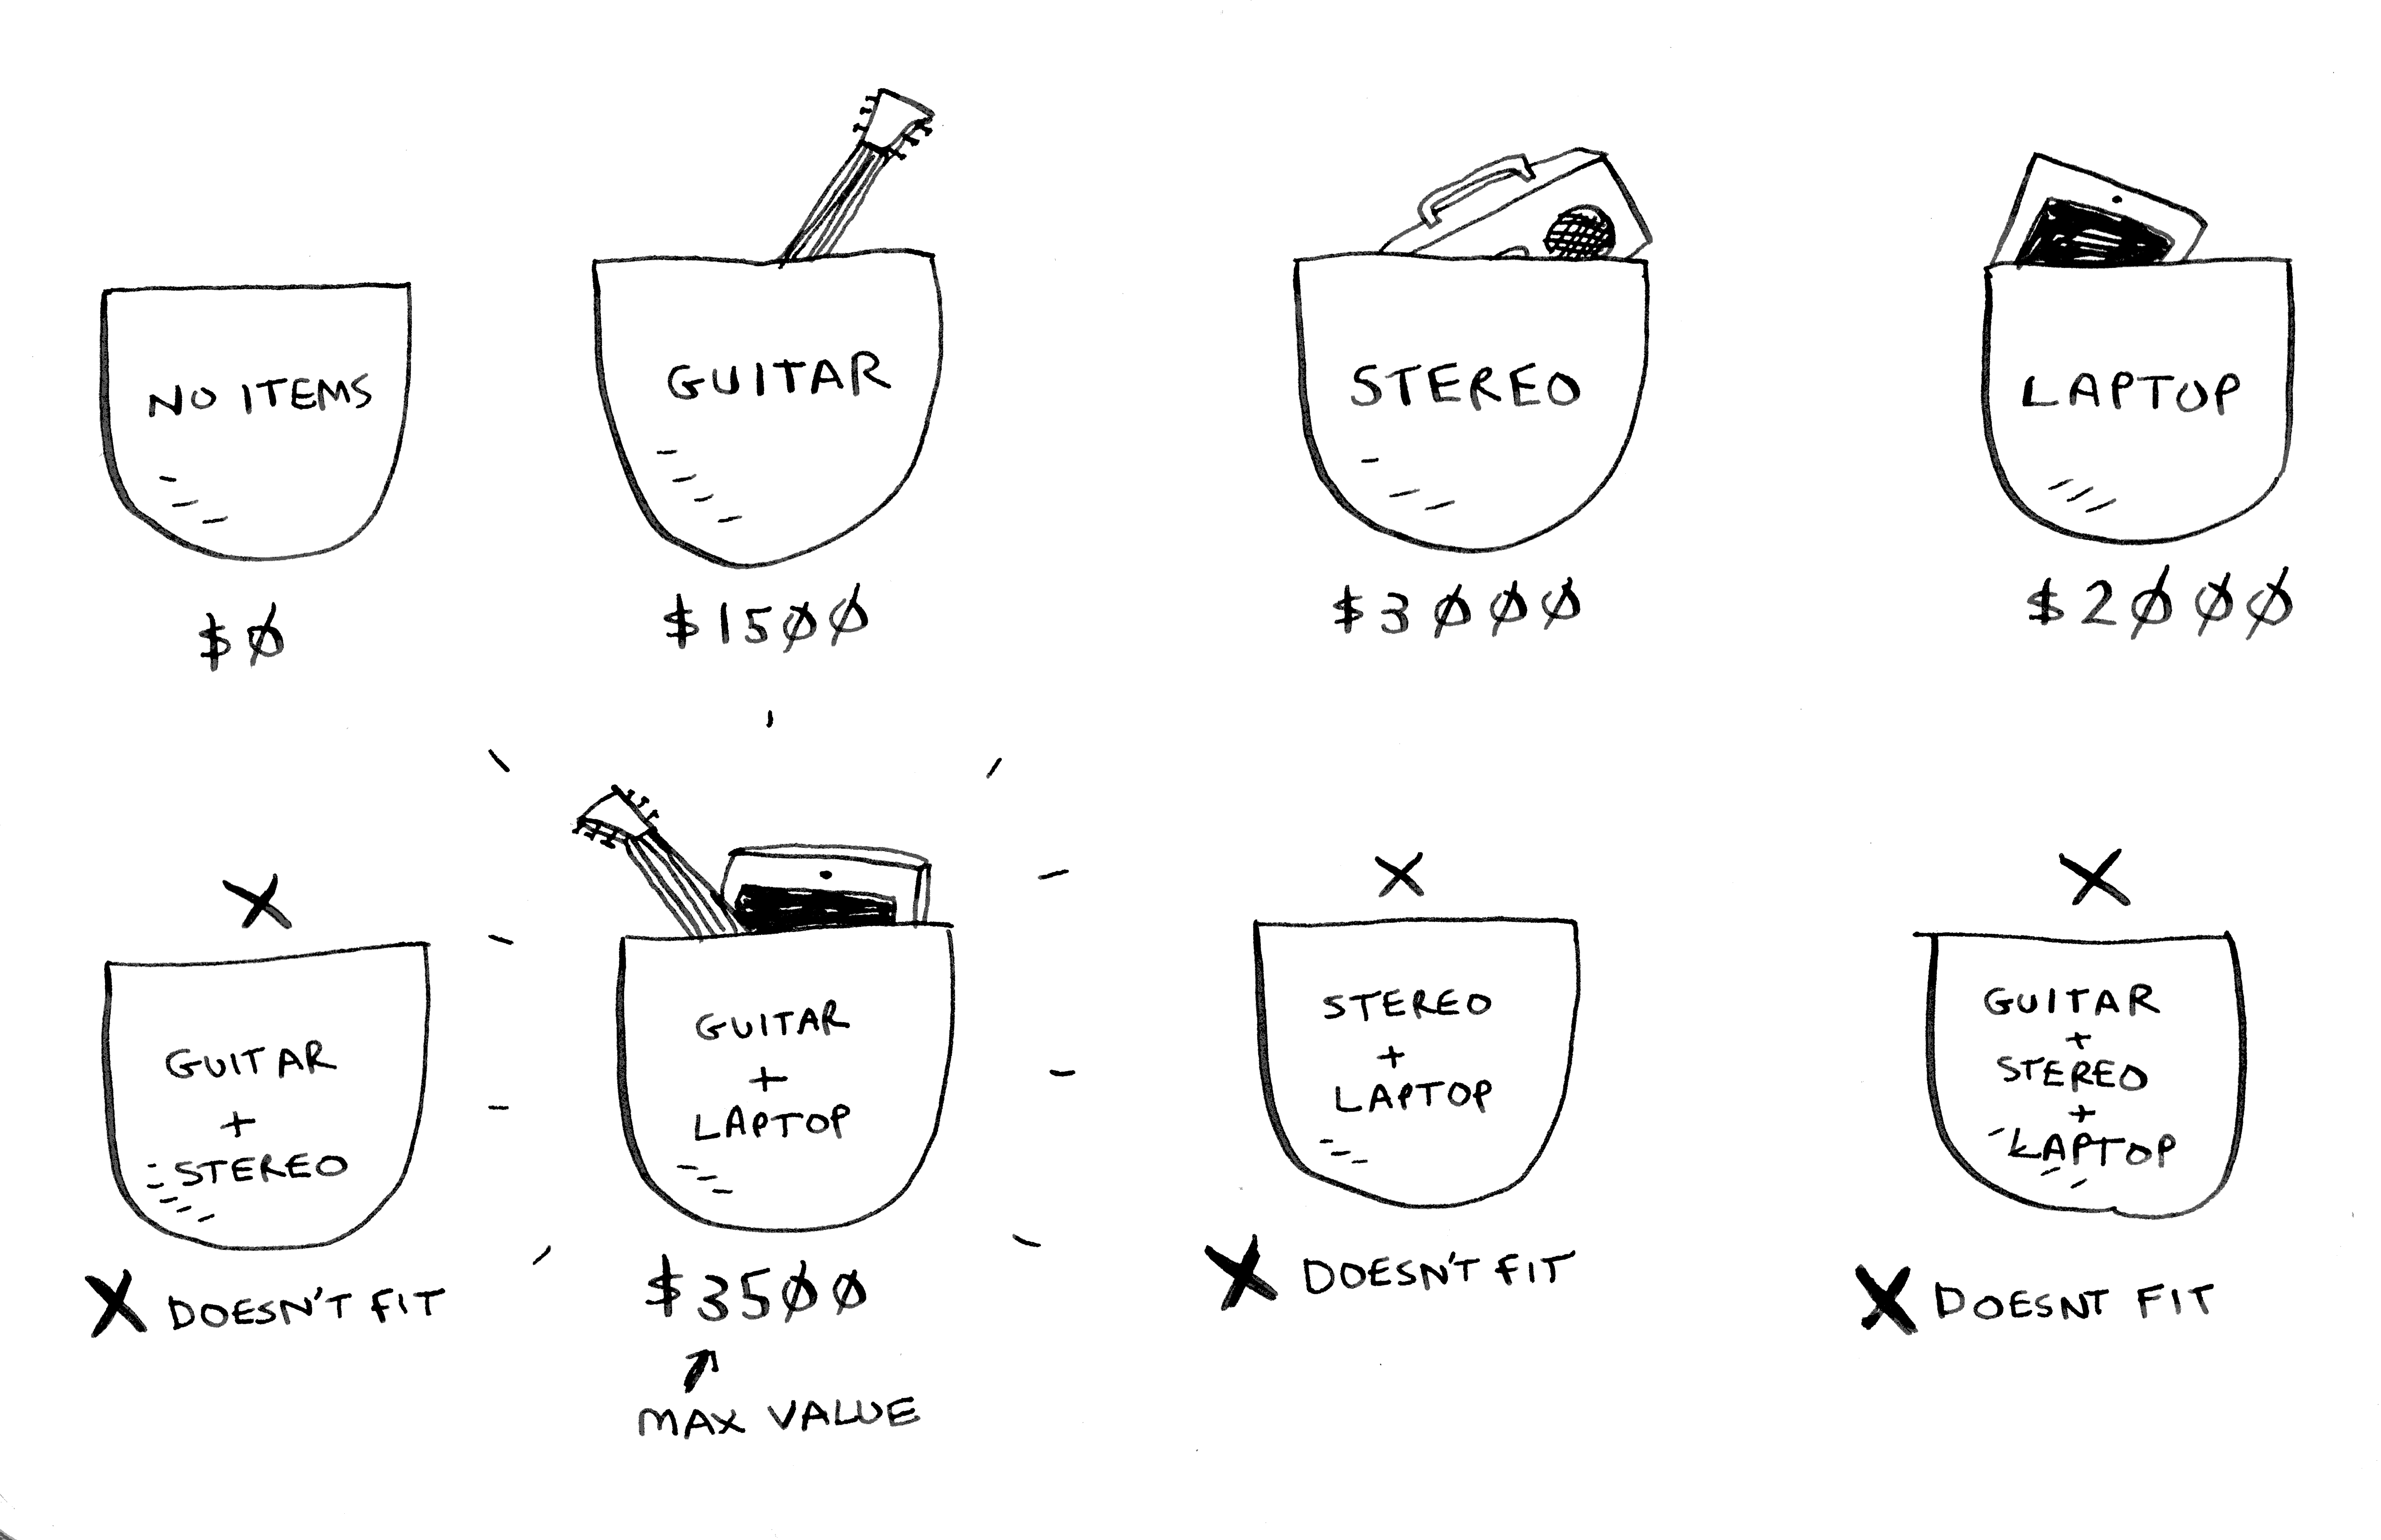 NO ITEMS
$0
GUITAR
$1500
STEREO
$3000
LAPTOP
$2000
GUITAR
+
STEREO
X DOESN'T FIT
GUITAR
+
LAPTOP
$3500
MAX VALUE
STEREO
+
LAPTOP
X DOESN'T FIT
GUITAR
+
STEREO
+
LAPTOP
X DOESNT FIT